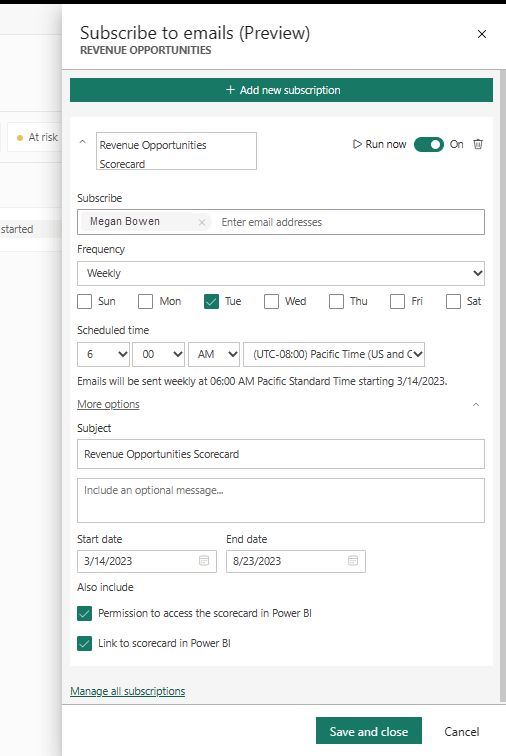 Subscribe to emails (Preview)
REVENUE OPPORTUNITIES
+ Add new subscription
At risk
Revenue Opportunities
Scorecard
Run now
On
Subscribe
Megan Bowen
Enter email addresses
started
Frequency
Weekly
Sun Mon Tue Wed Thu Fri Sat
Scheduled time
6 00 AM (UTC-08:00) Pacific Time (US and C
Emails will be sent weekly at 06:00 AM Pacific Standard Time starting 3/14/2023.
More options
Subject
Revenue Opportunities Scorecard
Include an optional message...
Start date End date
3/14/2023 8/23/2023
Also include
Permission to access the scorecard in Power BI
Link to scorecard in Power BI
Manage all subscriptions
Save and close Cancel